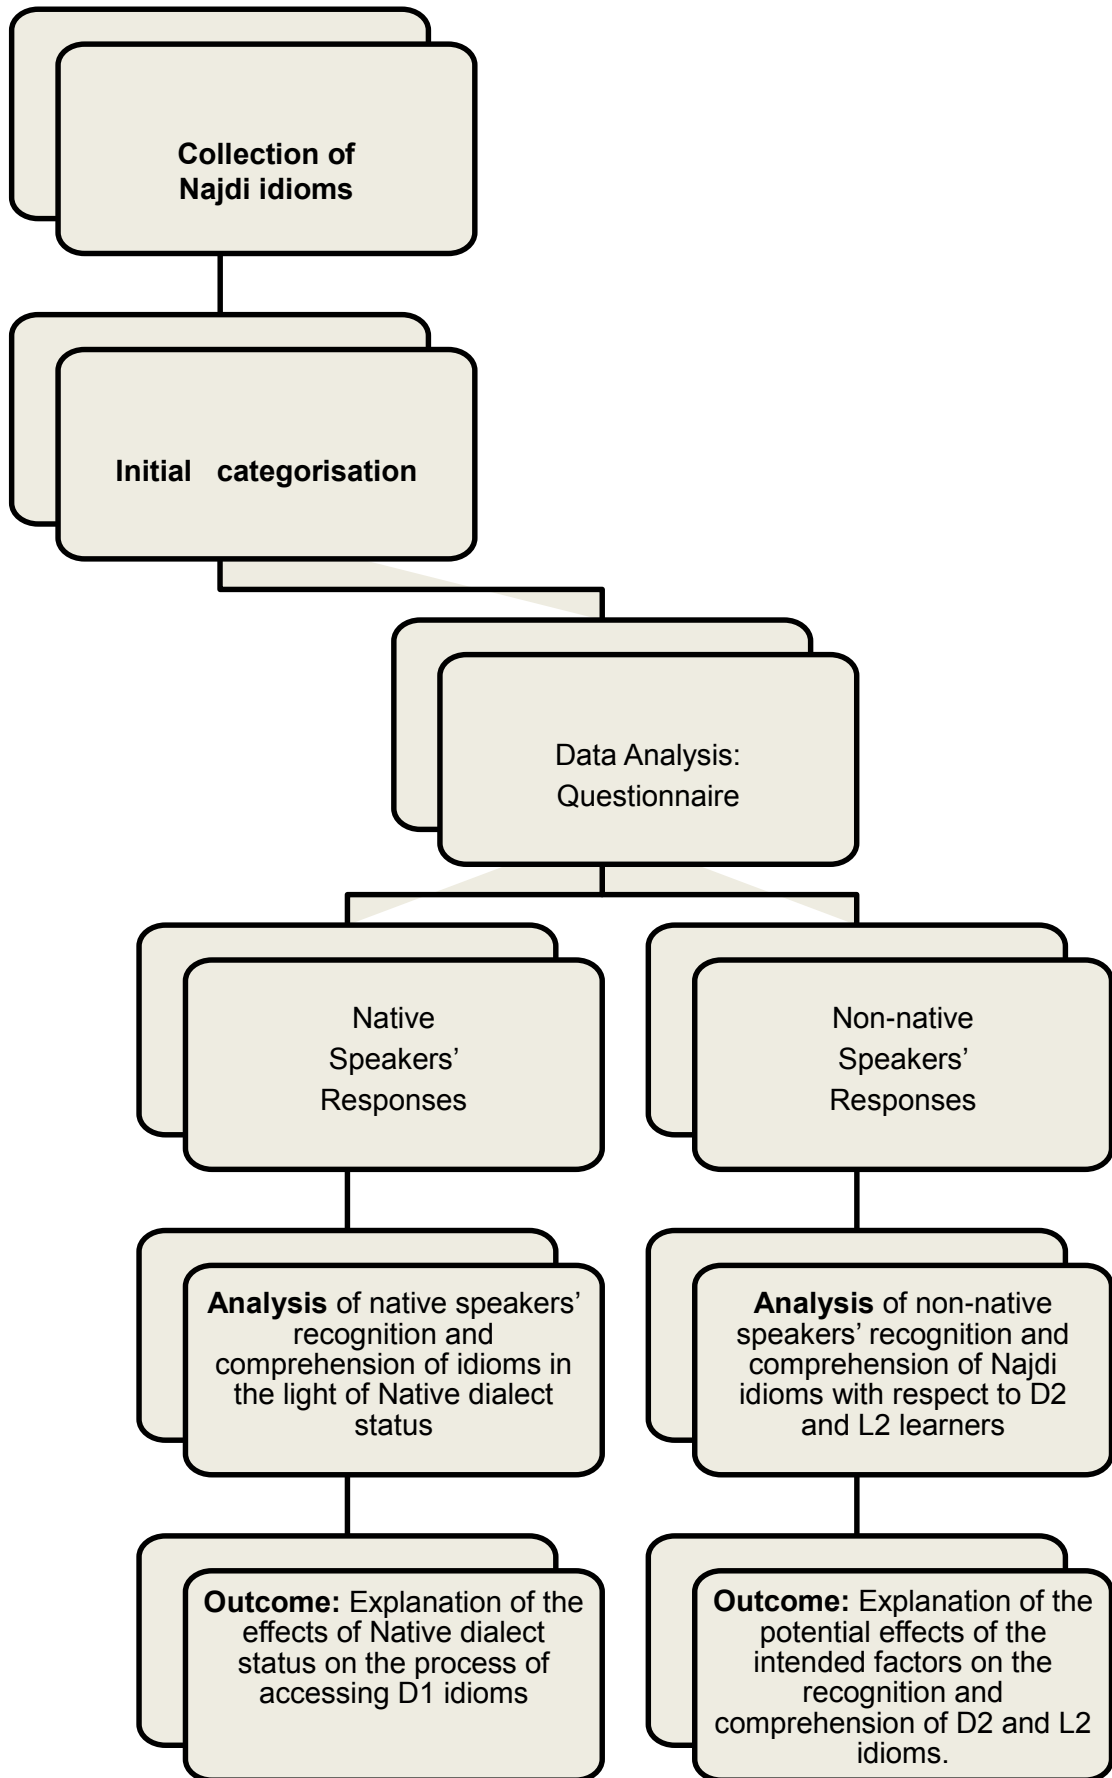 Collection of
Najdi idioms
Initial categorisation
Data Analysis:
Questionnaire
Native
Speakers’
Responses
Non-native
Speakers’
Responses
Analysis of native speakers’
recognition and
comprehension of idioms in
the light of Native dialect
status
Analysis of non-native
speakers’ recognition and
comprehension of Najdi
idioms with respect to D2
and L2 learners
Outcome: Explanation of the
effects of Native dialect
status on the process of
accessing D1 idioms
Outcome: Explanation of the
potential effects of the
intended factors on the
recognition and
comprehension of D2 and L2
idioms.